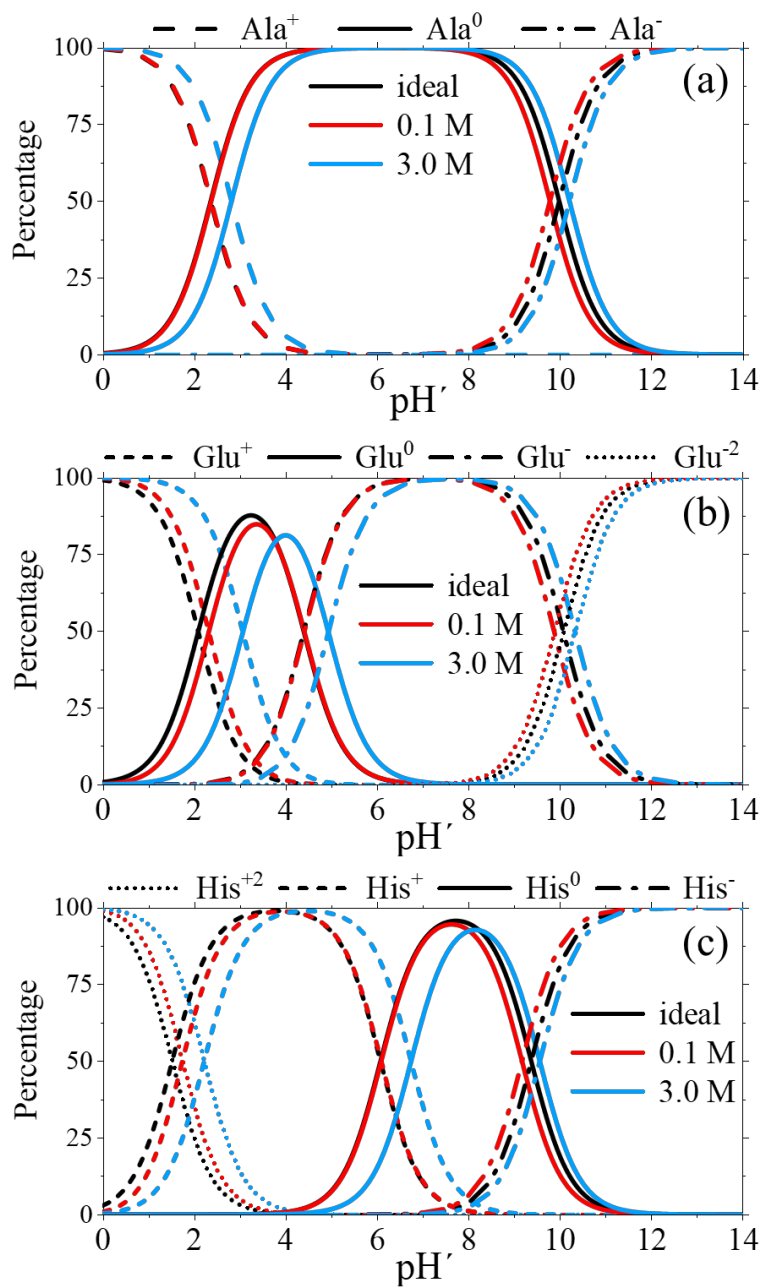 Ala⁺ Ala⁰ Ala⁻
(a)
ideal
0.1 M
3.0 M
Percentage
100
75
50
25
0
0 2 4 6 8 10 12 14
pH´
Glu⁺ Glu⁰ Glu⁻ Glu⁻²
(b)
ideal
0.1 M
3.0 M
Percentage
100
75
50
25
0
0 2 4 6 8 10 12 14
pH´
His⁺² His⁺ His⁰ His⁻
(c)
ideal
0.1 M
3.0 M
Percentage
100
75
50
25
0
0 2 4 6 8 10 12 14
pH´